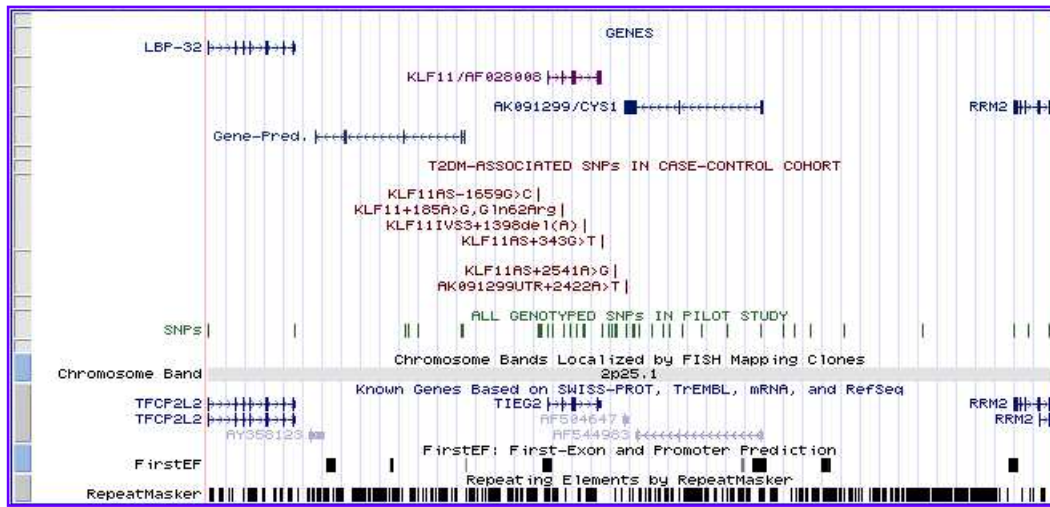 GENES
LBP-32
KLF11/AF028008
AK091299/CYS1 RRM2
Gene-Pred.
T2DM-ASSOCIATED SNPs IN CASE-CONTROL COHORT
KLF11AS-1659G>C
KLF11+185A>G,Gln62Arg
KLF11IVS3+1398del(A)
KLF11AS+343G>T
KLF11AS+2541A>G
AK091299UTR+2422A>T
ALL GENOTYPED SNPs IN PILOT STUDY
SNPs
Chromosome Bands Localized by FISH Mapping Clones
Chromosome Band 2p25.1
Known Genes Based on SWISS-PROT, TrEMBL, mRNA, and RefSeq
TFCP2L2 TIEG2 RRM2
TFCP2L2 AF504647 RRM2
AY358123 AF544983
FirstEF: First-Exon and Promoter Prediction
FirstEF
Repeating Elements by RepeatMasker
RepeatMasker